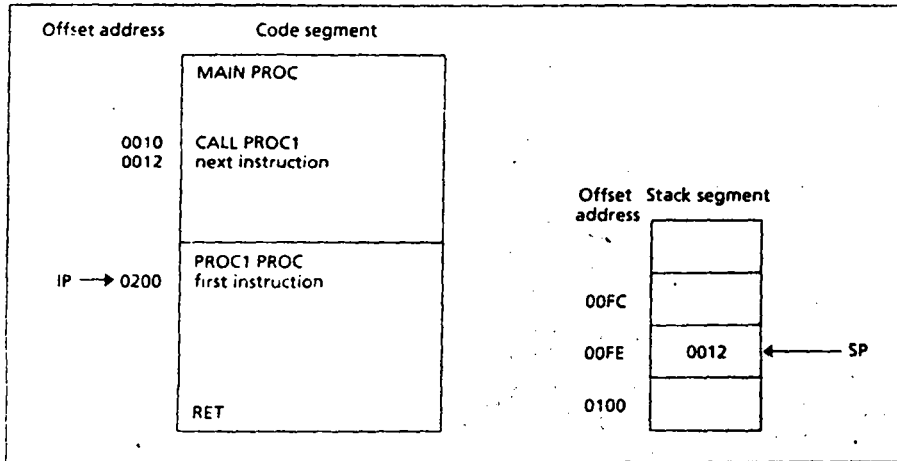 Offset address Code segment
MAIN PROC
0010 CALL PROC1
0012 next instruction
PROC1 PROC
IP → 0200 first instruction
RET
Offset address Stack segment
00FC
00FE 0012 ← SP
0100